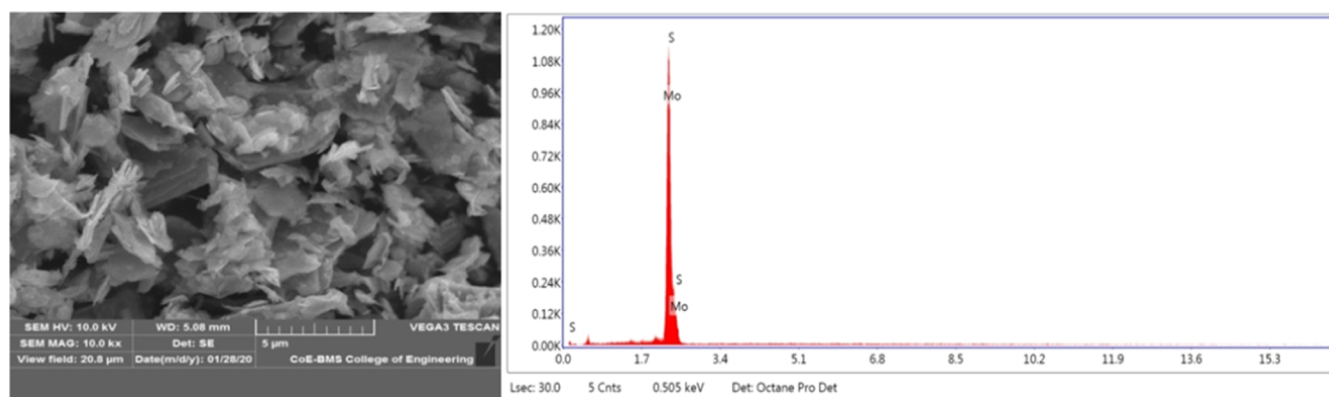 SEM HV: 10.0 kV WD: 5.08 mm VEGA3 TESCAN
SEM MAG: 10.0 kx Det: SE 5 µm
View field: 20.8 µm Date(m/d/y): 01/28/20 CoE-BMS College of Engineering
1.20K
S
1.08K
0.96K
Mo
0.84K
0.72K
0.60K
0.48K
0.36K
0.24K
S
0.12K
Mo
S
0.00K
0.0 1.7 3.4 5.1 6.8 8.5 10.2 11.9 13.6 15.3
Lsec: 30.0 5 Cnts 0.505 keV Det: Octane Pro Det